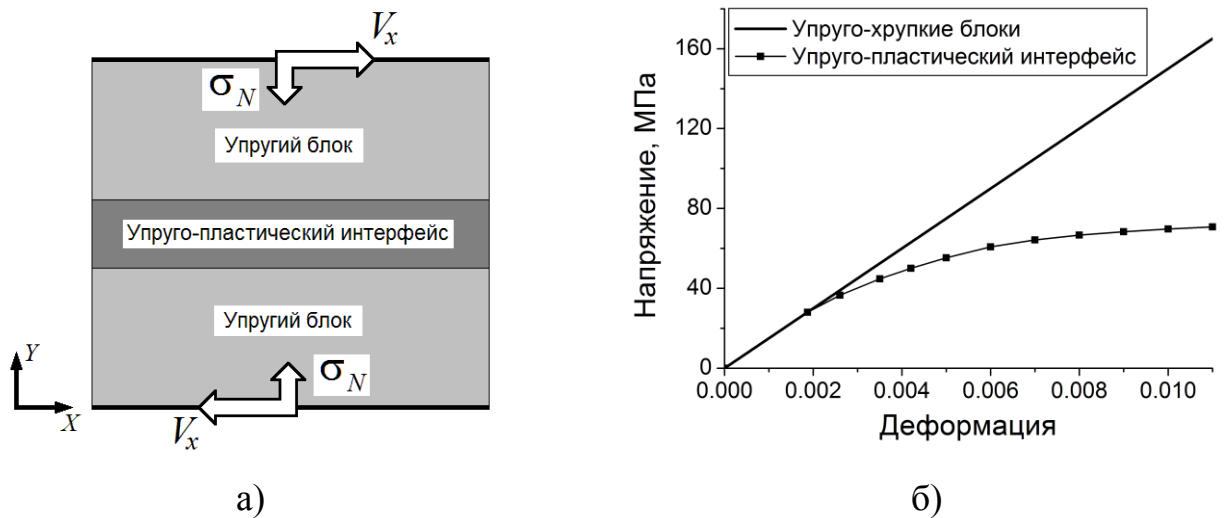 V_x
σ_N
Упругий блок
Упруго-пластический интерфейс
Упругий блок
Y
σ_N
X
V_x
а)
Упруго-хрупкие блоки
Упруго-пластический интерфейс
Напряжение, МПа
160
120
80
40
0
0.000 0.002 0.004 0.006 0.008 0.010
Деформация
б)